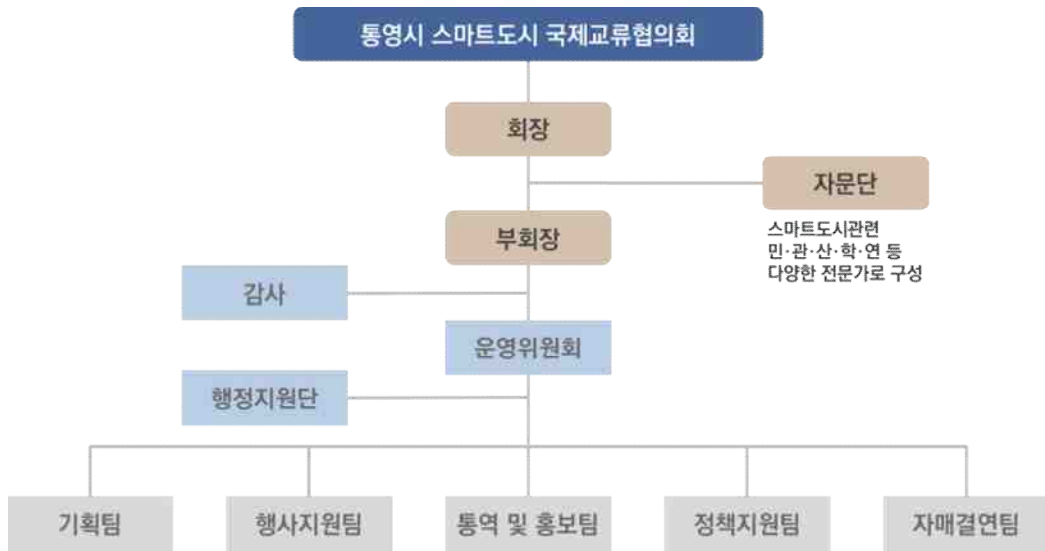 통영시 스마트도시 국제교류협의회
회장
자문단
스마트도시관련
민·관·산·학·연 등
다양한 전문가로 구성
부회장
감사
운영위원회
행정지원단
기획팀
행사지원팀
통역 및 홍보팀
정책지원팀
자매결연팀